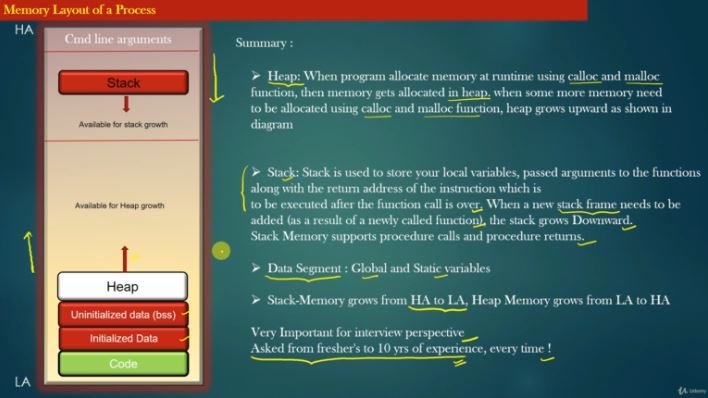 Memory Layout of a Process
HA
Cmd line arguments
Stack
Available for stack growth
Available for Heap growth
Heap
Uninitialized data (bss)
Initialized Data
Code
LA
Summary :
➤ Heap: When program allocate memory at runtime using calloc and malloc
function, then memory gets allocated in heap. when some more memory need
to be allocated using calloc and malloc function, heap grows upward as shown in
diagram
➤ Stack: Stack is used to store your local variables, passed arguments to the functions
along with the return address of the instruction which is
to be executed after the function call is over. When a new stack frame needs to be
added (as a result of a newly called function), the stack grows Downward.
Stack Memory supports procedure calls and procedure returns.
➤ Data Segment : Global and Static variables
➤ Stack-Memory grows from HA to LA, Heap Memory grows from LA to HA
Very Important for interview perspective
Asked from fresher's to 10 yrs of experience, every time !
Udemy